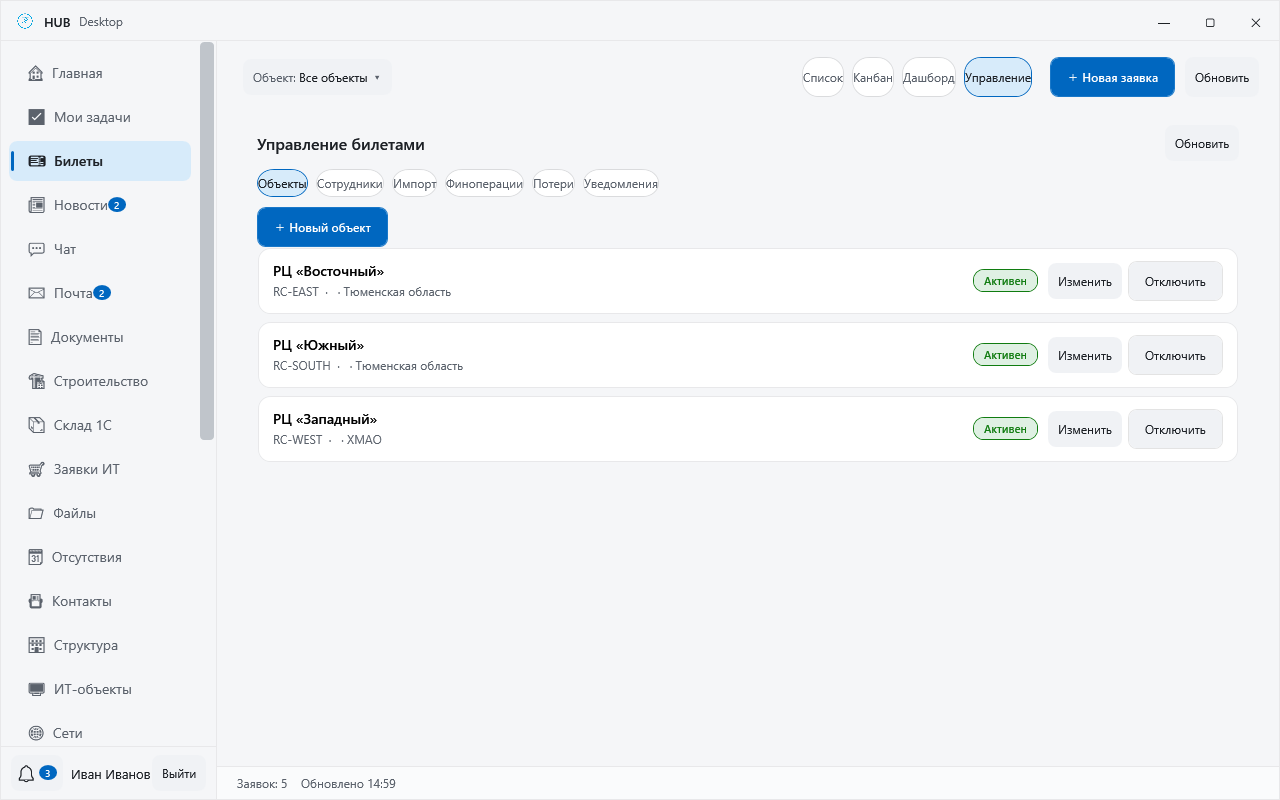 HUB Desktop
Объект: Все объекты
Список
Канбан
Дашборд
Управление
+ Новая заявка
Обновить
Главная
Мои задачи
Билеты
Новости 2
Чат
Почта 2
Документы
Строительство
Склад 1С
Заявки ИТ
Файлы
31 Отсутствия
Контакты
Структура
ИТ-объекты
Сети
3 Иван Иванов Выйти
Управление билетами
Обновить
Объекты
Сотрудники
Импорт
Финоперации
Потери
Уведомления
+ Новый объект
РЦ «Восточный»
RC-EAST · · Тюменская область
Активен
Изменить
Отключить
РЦ «Южный»
RC-SOUTH · · Тюменская область
Активен
Изменить
Отключить
РЦ «Западный»
RC-WEST · · ХМАО
Активен
Изменить
Отключить
Заявок: 5 Обновлено 14:59